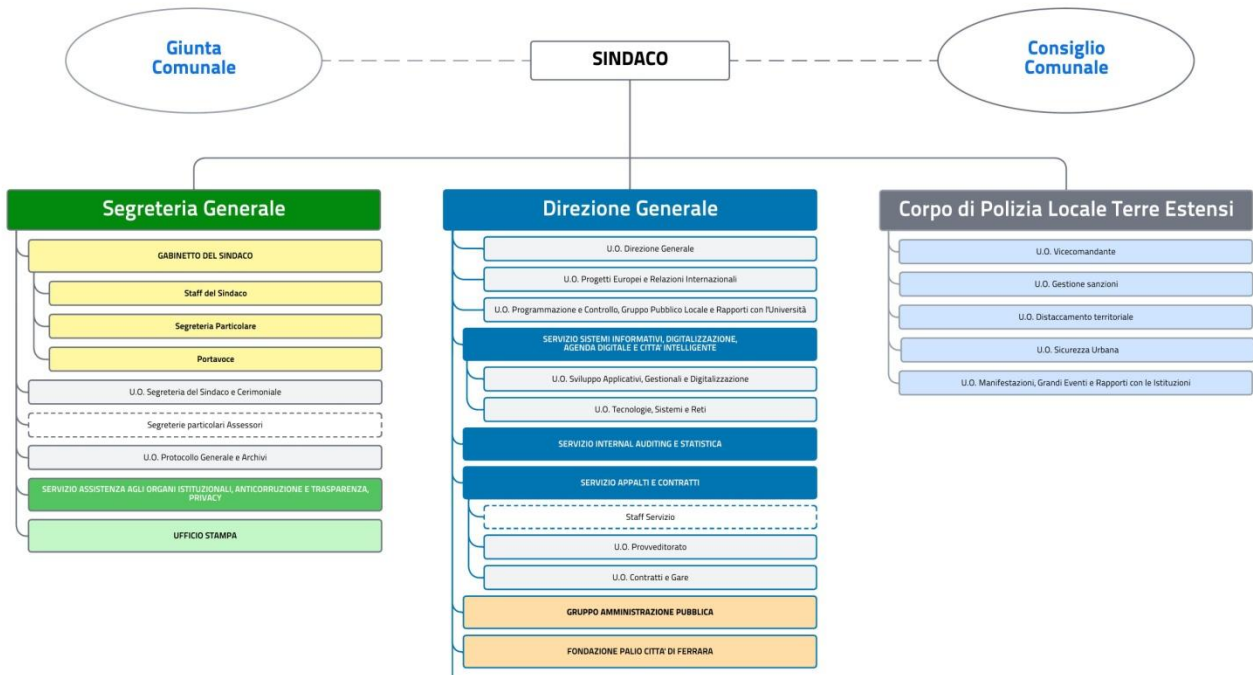 Giunta
Comunale
SINDACO
Consiglio
Comunale
Segreteria Generale
GABINETTO DEL SINDACO
Staff del Sindaco
Segreteria Particolare
Portavoce
U.O. Segreteria del Sindaco e Cerimoniale
Segreterie particolari Assessori
U.O. Protocollo Generale e Archivi
SERVIZIO ASSISTENZA AGLI ORGANI ISTITUZIONALI, ANTICORRUZIONE E TRASPARENZA,
PRIVACY
UFFICIO STAMPA
Direzione Generale
U.O. Direzione Generale
U.O. Progetti Europei e Relazioni Internazionali
U.O. Programmazione e Controllo, Gruppo Pubblico Locale e Rapporti con l'Università
SERVIZIO SISTEMI INFORMATIVI, DIGITALIZZAZIONE,
AGENDA DIGITALE E CITTA' INTELLIGENTE
U.O. Sviluppo Applicativi, Gestionali e Digitalizzazione
U.O. Tecnologie, Sistemi e Reti
SERVIZIO INTERNAL AUDITING E STATISTICA
SERVIZIO APPALTI E CONTRATTI
Staff Servizio
U.O. Provveditorato
U.O. Contratti e Gare
GRUPPO AMMINISTRAZIONE PUBBLICA
FONDAZIONE PALIO CITTA' DI FERRARA
Corpo di Polizia Locale Terre Estensi
U.O. Vicecomandante
U.O. Gestione sanzioni
U.O. Distaccamento territoriale
U.O. Sicurezza Urbana
U.O. Manifestazioni, Grandi Eventi e Rapporti con le Istituzioni